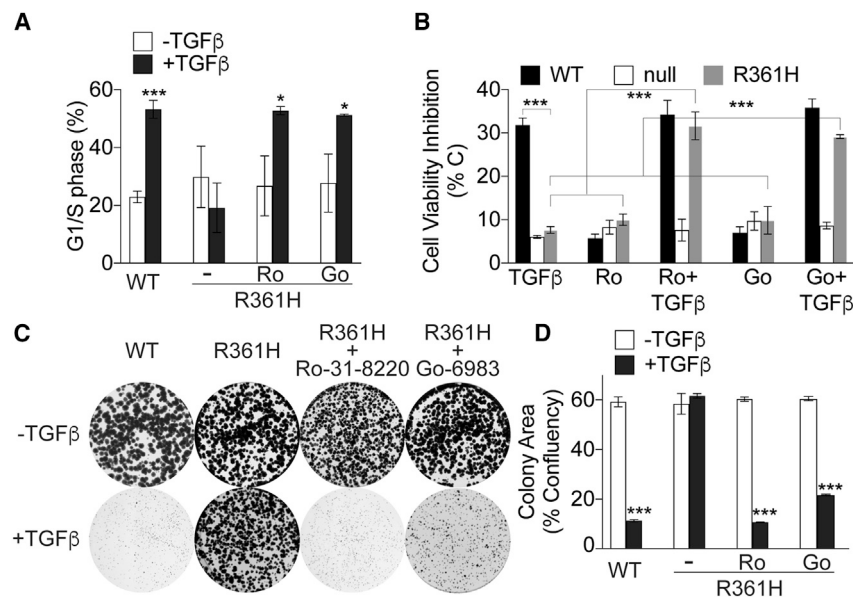 A
-TGFβ
+TGFβ
G1/S phase (%)
60
40
20
0
***
*
*
WT
-
Ro
Go
R361H
B
WT
null
R361H
Cell Viability Inhibition
(% C)
40
30
20
10
0
***
***
***
TGFβ
Ro
Ro+
TGFβ
Go
Go+
TGFβ
C
WT
R361H
R361H
+
Ro-31-8220
R361H
+
Go-6983
-TGFβ
+TGFβ
D
-TGFβ
+TGFβ
Colony Area
(% Confluency)
60
40
20
0
***
***
***
WT
-
Ro
Go
R361H